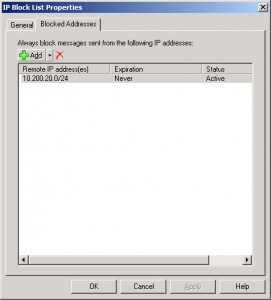 IP Block List Properties
General Blocked Addresses
Always block messages sent from the following IP addresses:
Add
Remote IP address(es) Expiration Status
10.200.20.0/24 Never Active
OK Cancel Apply Help